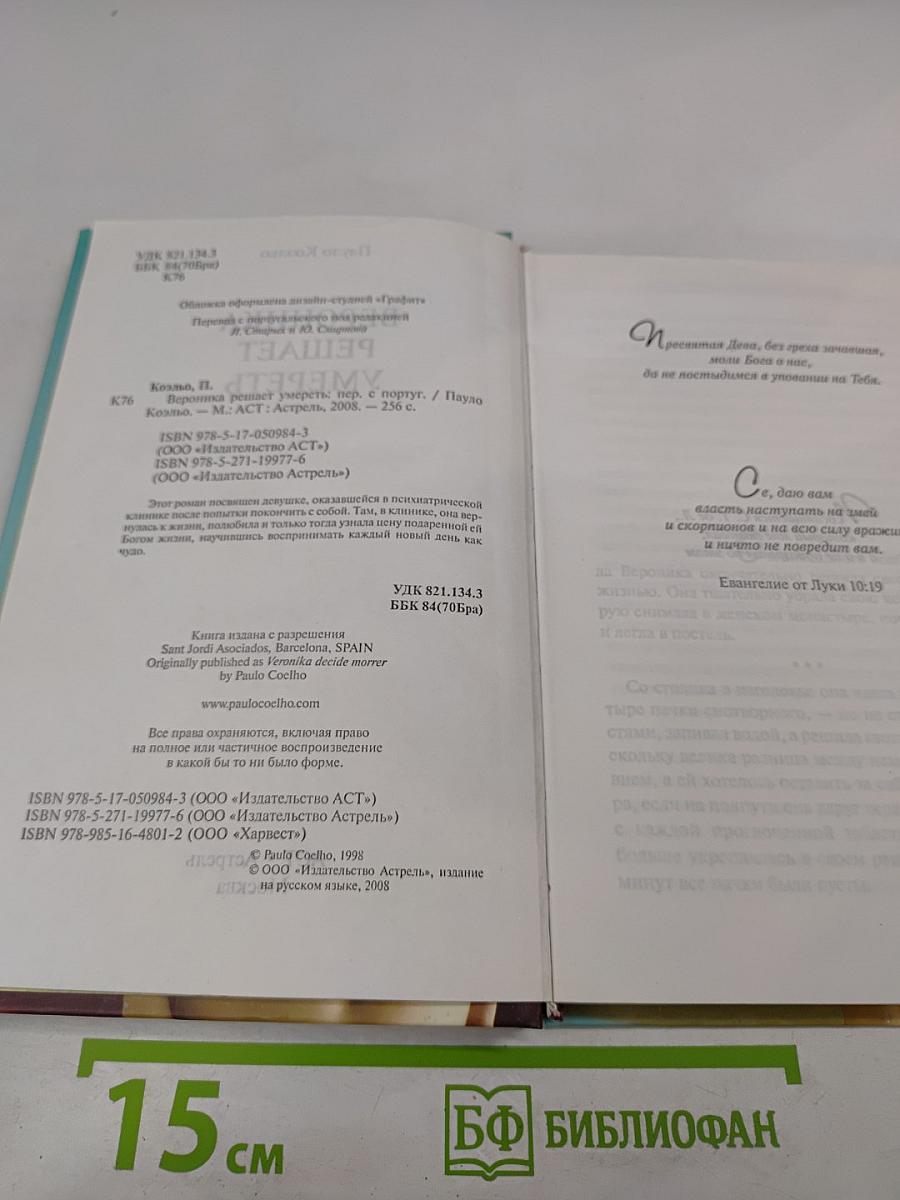 УДК 821.134.3
ББК 84(70Бра)
К76
Обложка оформлена дизайн-студией «Графит»
Перевод с португальского под редакцией
И. Старых и Ю. Смирнова
Коэльо, П.
К76 Вероника решает умереть: пер. с португ. / Пауло
Коэльо. — М.: АСТ : Астрель, 2008. — 256 с.
ISBN 978-5-17-050984-3
(ООО «Издательство АСТ»)
ISBN 978-5-271-19977-6
(ООО «Издательство Астрель»)
Этот роман посвящен девушке, оказавшейся в психиатрической
клинике после попытки покончить с собой. Там, в клинике, она вер-
нулась к жизни, полюбила и только тогда узнала цену подаренной ей
Богом жизни, научившись воспринимать каждый новый день как
чудо.
УДК 821.134.3
ББК 84(70Бра)
Книга издана с разрешения
Sant Jordi Asociados, Barcelona, SPAIN
Originally published as Veronika decide morrer
by Paulo Coelho
www.paulocoelho.com
Все права охраняются, включая право
на полное или частичное воспроизведение
в какой бы то ни было форме.
ISBN 978-5-17-050984-3 (ООО «Издательство АСТ»)
ISBN 978-5-271-19977-6 (ООО «Издательство Астрель»)
ISBN 978-985-16-4801-2 (ООО «Харвест»)
© Paulo Coelho, 1998
© ООО «Издательство Астрель», издание
на русском языке, 2008
Пресвятая Дева, без греха зачавшая,
моли Бога о нас,
да не постыдимся в уповании на Тебя.
Се, даю вам
власть наступать на змей
и скорпионов и на всю силу вражи
и ничто не повредит вам.
Евангелие от Луки 10:19
15 см
БФ БИБЛИОФАН